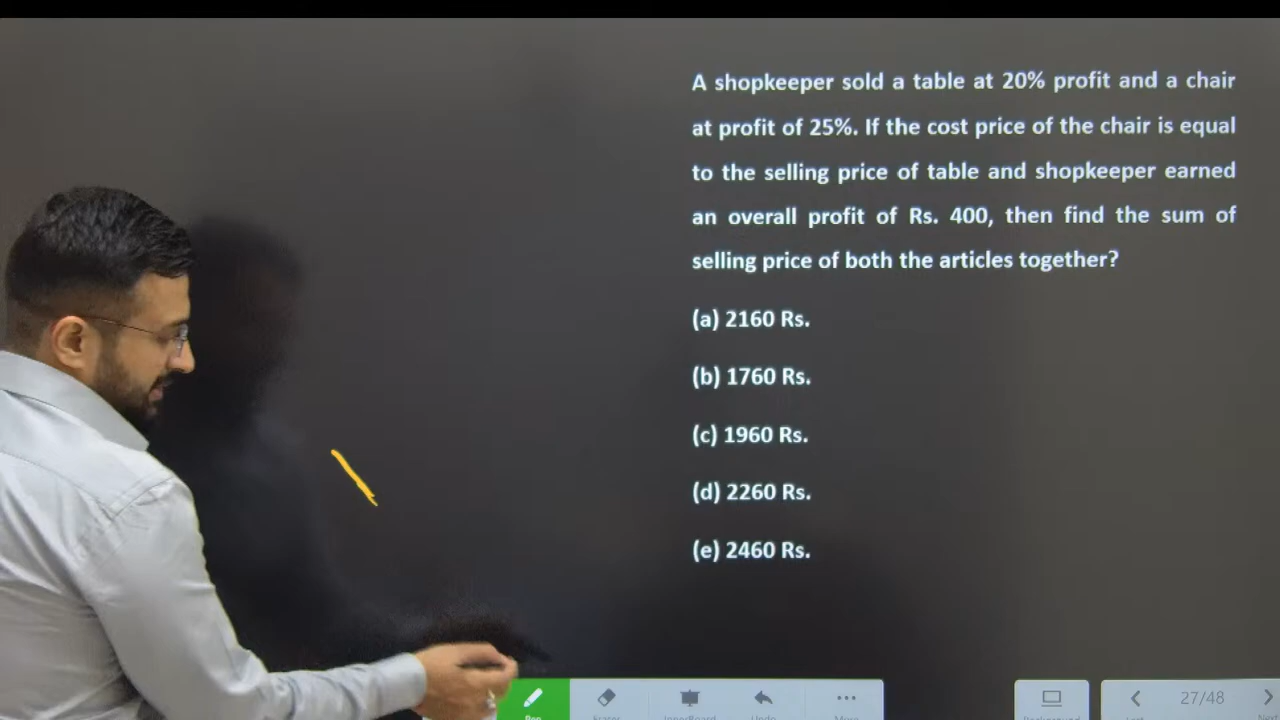 A shopkeeper sold a table at 20% profit and a chair
at profit of 25%. If the cost price of the chair is equal
to the selling price of table and shopkeeper earned
an overall profit of Rs. 400, then find the sum of
selling price of both the articles together?
(a) 2160 Rs.
(b) 1760 Rs.
(c) 1960 Rs.
(d) 2260 Rs.
(e) 2460 Rs.
27/48